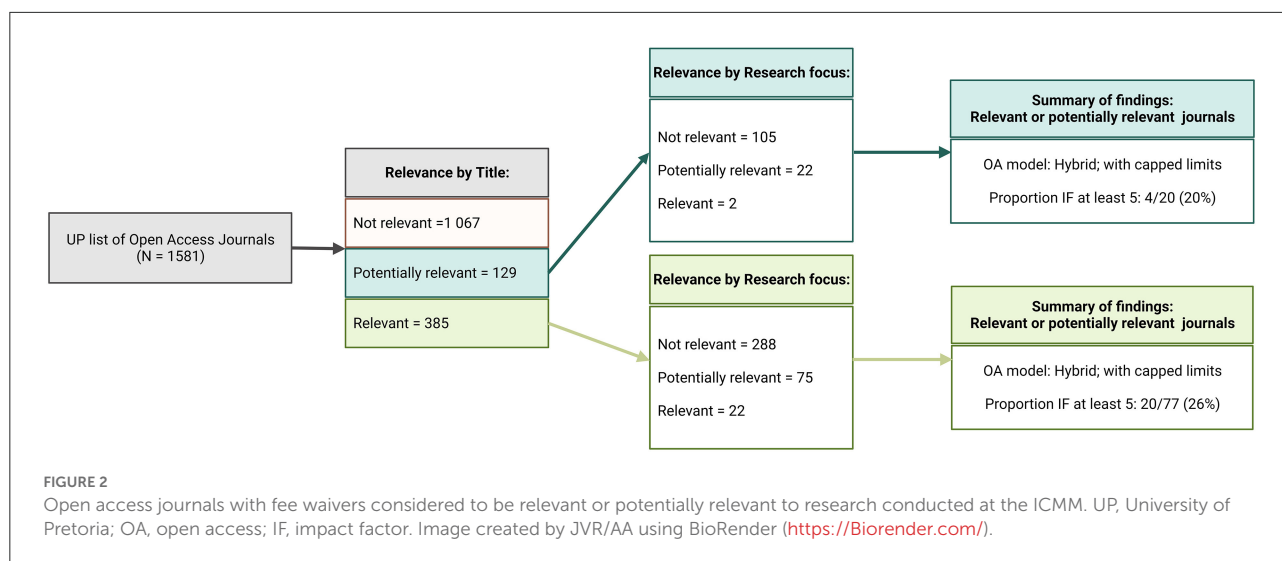 UP list of Open Access Journals
(N = 1581)
Relevance by Title:
Not relevant =1 067
Potentially relevant = 129
Relevant = 385
Relevance by Research focus:
Not relevant = 105
Potentially relevant = 22
Relevant = 2
Summary of findings:
Relevant or potentially relevant journals
OA model: Hybrid; with capped limits
Proportion IF at least 5: 4/20 (20%)
Relevance by Research focus:
Not relevant = 288
Potentially relevant = 75
Relevant = 22
Summary of findings:
Relevant or potentially relevant journals
OA model: Hybrid; with capped limits
Proportion IF at least 5: 20/77 (26%)
FIGURE 2
Open access journals with fee waivers considered to be relevant or potentially relevant to research conducted at the ICMM. UP, University of
Pretoria; OA, open access; IF, impact factor. Image created by JVR/AA using BioRender (https://Biorender.com/).